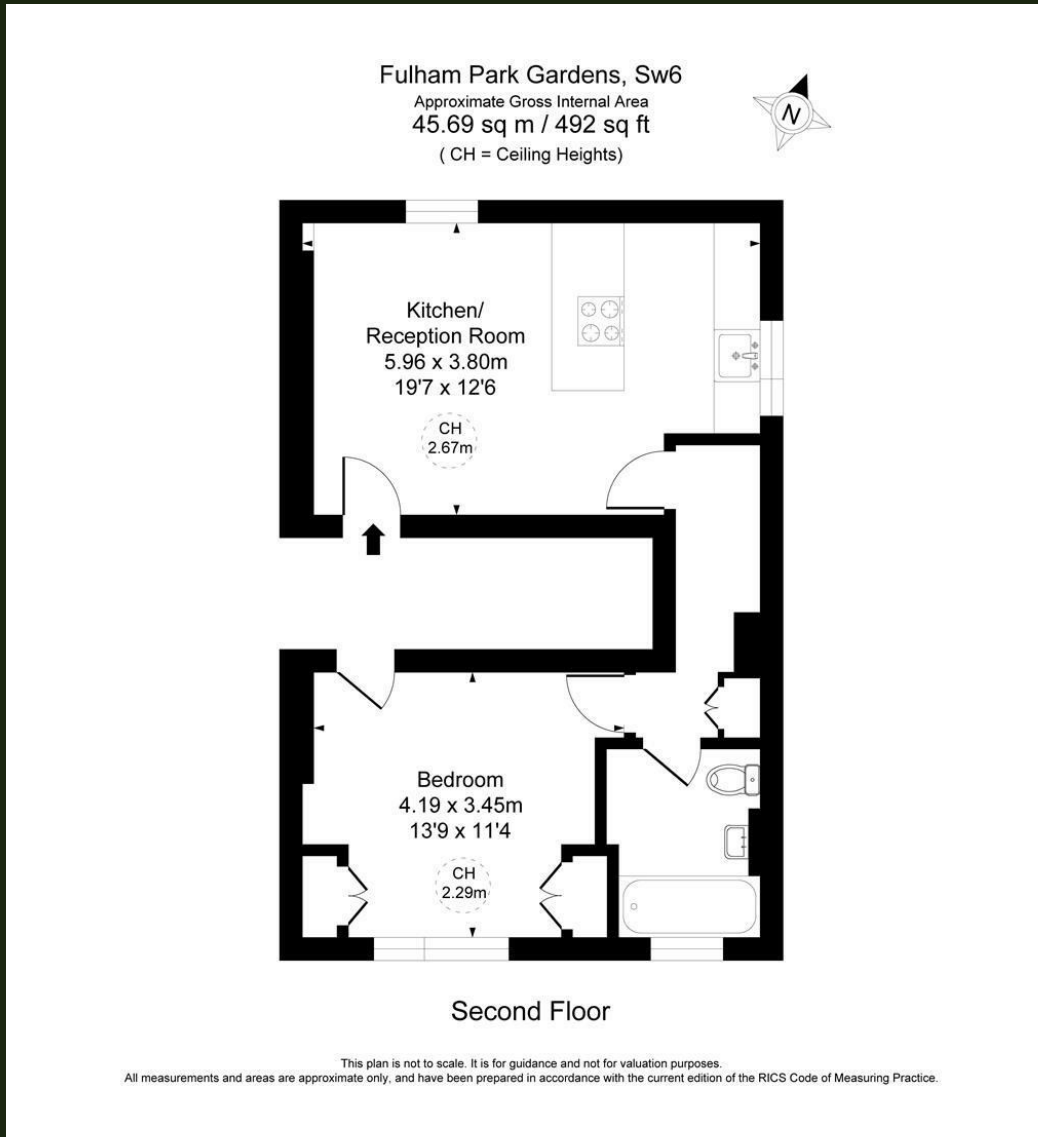 Fulham Park Gardens, Sw6
Approximate Gross Internal Area
45.69 sq m / 492 sq ft
( CH = Ceiling Heights)
N
Kitchen/
Reception Room
5.96 x 3.80m
19'7 x 12'6
CH
2.67m
Bedroom
4.19 x 3.45m
13'9 x 11'4
CH
2.29m
Second Floor
This plan is not to scale. It is for guidance and not for valuation purposes.
All measurements and areas are approximate only, and have been prepared in accordance with the current edition of the RICS Code of Measuring Practice.